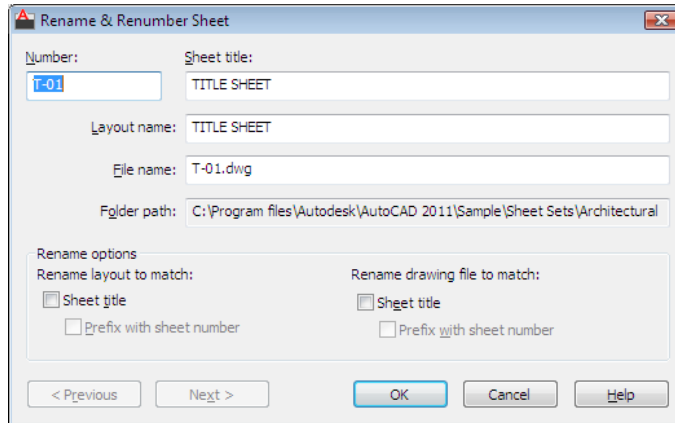 Rename & Renumber Sheet
Number: Sheet title:
T-01 TITLE SHEET
Layout name: TITLE SHEET
File name: T-01.dwg
Folder path: C:\Program files\Autodesk\AutoCAD 2011\Sample\Sheet Sets\Architectural
Rename options
Rename layout to match: Rename drawing file to match:
Sheet title Sheet title
Prefix with sheet number Prefix with sheet number
< Previous Next > OK Cancel Help